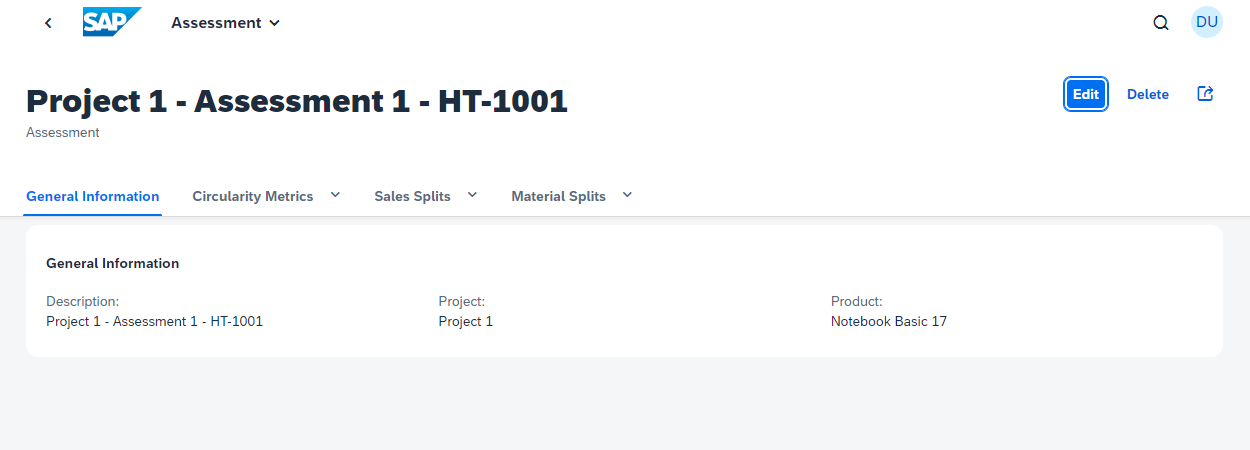 SAP Assessment DU
Project 1 - Assessment 1 - HT-1001
Edit Delete
Assessment
General Information Circularity Metrics Sales Splits Material Splits
General Information
Description: Project: Product:
Project 1 - Assessment 1 - HT-1001 Project 1 Notebook Basic 17